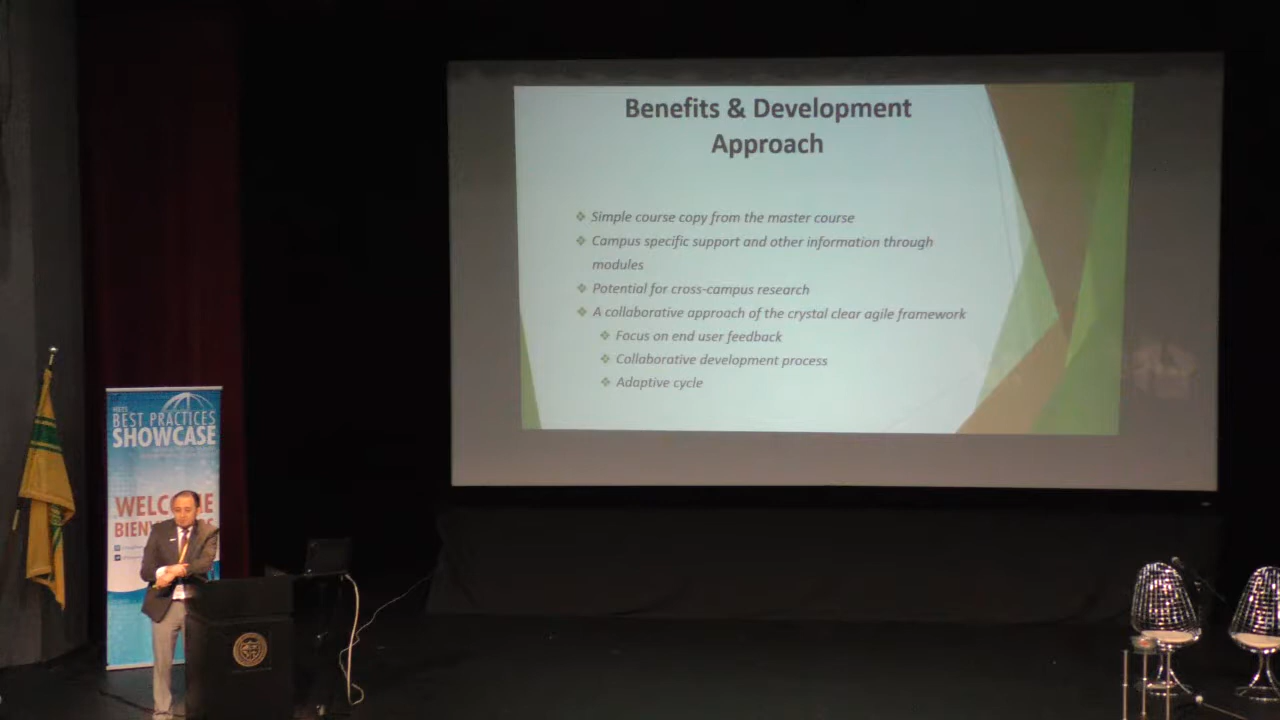 Benefits & Development
Approach
Simple course copy from the master course
Campus specific support and other information through
modules
Potential for cross-campus research
A collaborative approach of the crystal clear agile framework
Focus on end user feedback
Collaborative development process
Adaptive cycle
BEST PRACTICES
SHOWCASE